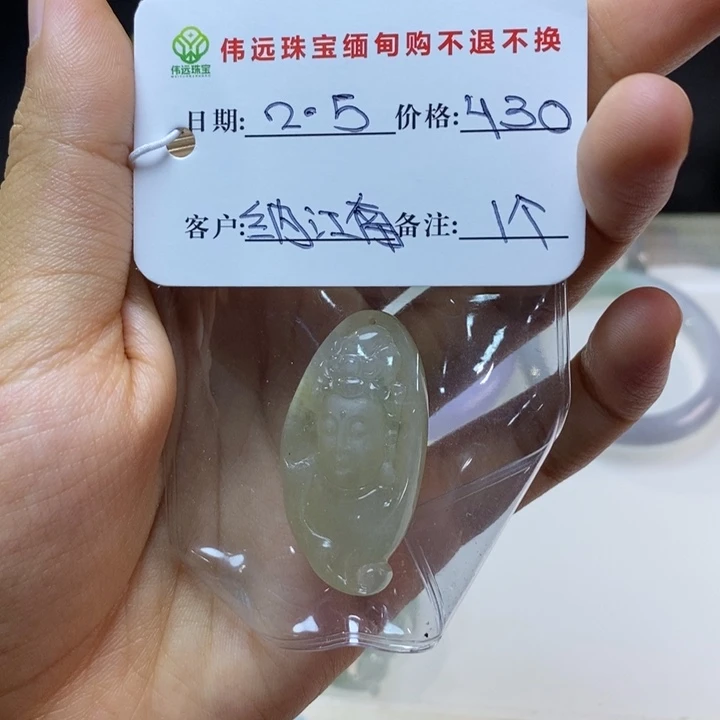 伟远珠宝
伟远珠宝缅甸购不退不换
日期: 2·5 价格: 430
客户: 纳江南 备注: 1个